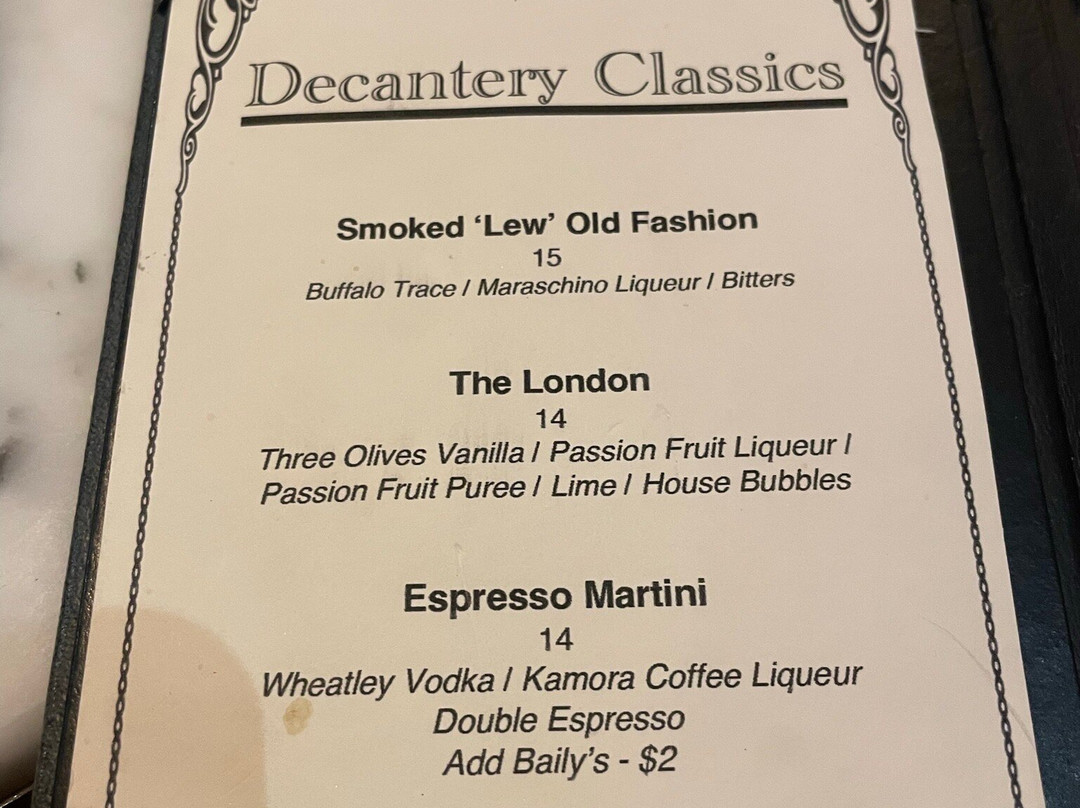 Decantery Classics
Smoked ‘Lew’ Old Fashion
15
Buffalo Trace / Maraschino Liqueur / Bitters
The London
14
Three Olives Vanilla / Passion Fruit Liqueur /
Passion Fruit Puree / Lime / House Bubbles
Espresso Martini
14
Wheatley Vodka / Kamora Coffee Liqueur
Double Espresso
Add Baily’s - $2